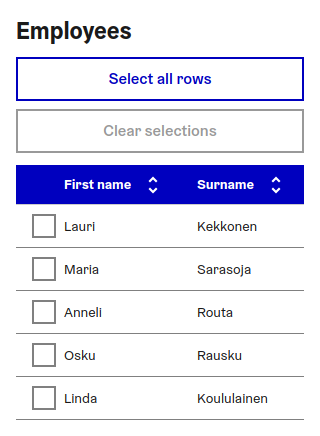 Employees
Select all rows
Clear selections
First name Surname
Lauri Kekkonen
Maria Sarasoja
Anneli Routa
Osku Rausku
Linda Koululainen